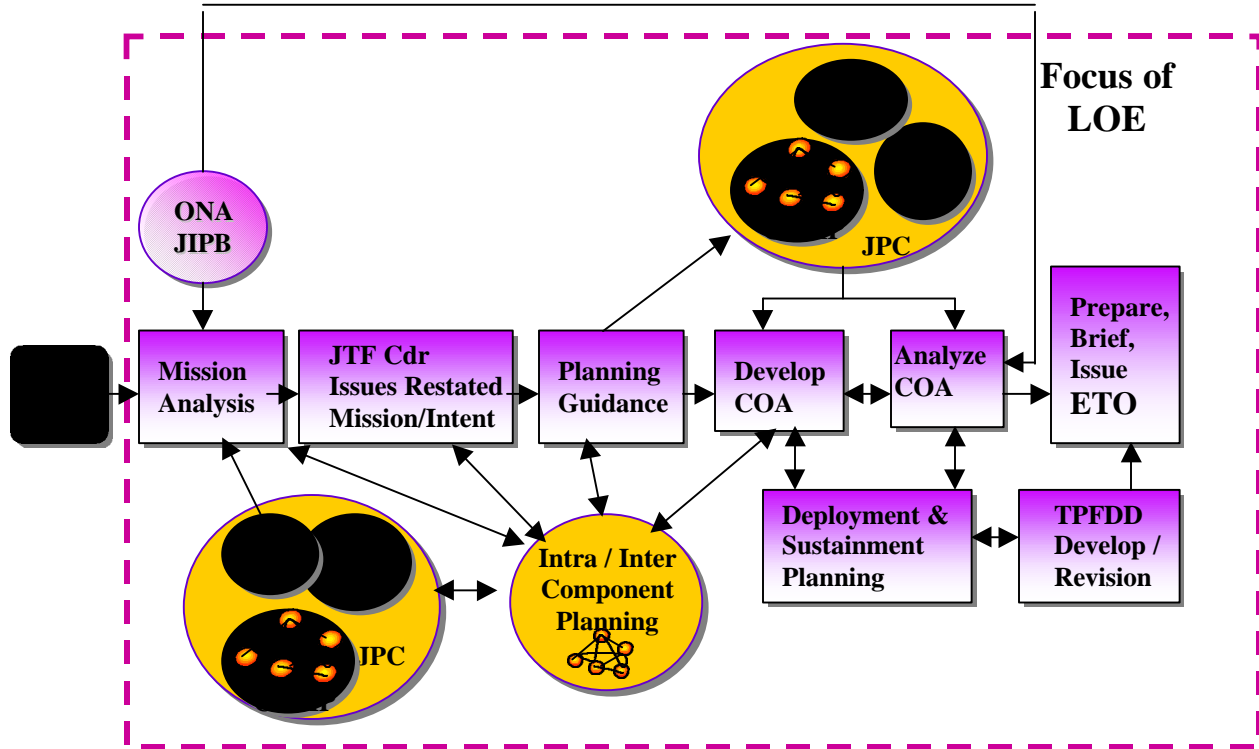 Focus of
LOE
ONA
JIPB
JPC
Mission
Analysis
JTF Cdr
Issues Restated
Mission/Intent
Planning
Guidance
Develop
COA
Analyze
COA
Prepare,
Brief,
Issue
ETO
Deployment &
Sustainment
Planning
TPFDD
Develop /
Revision
Intra / Inter
Component
Planning
JPC